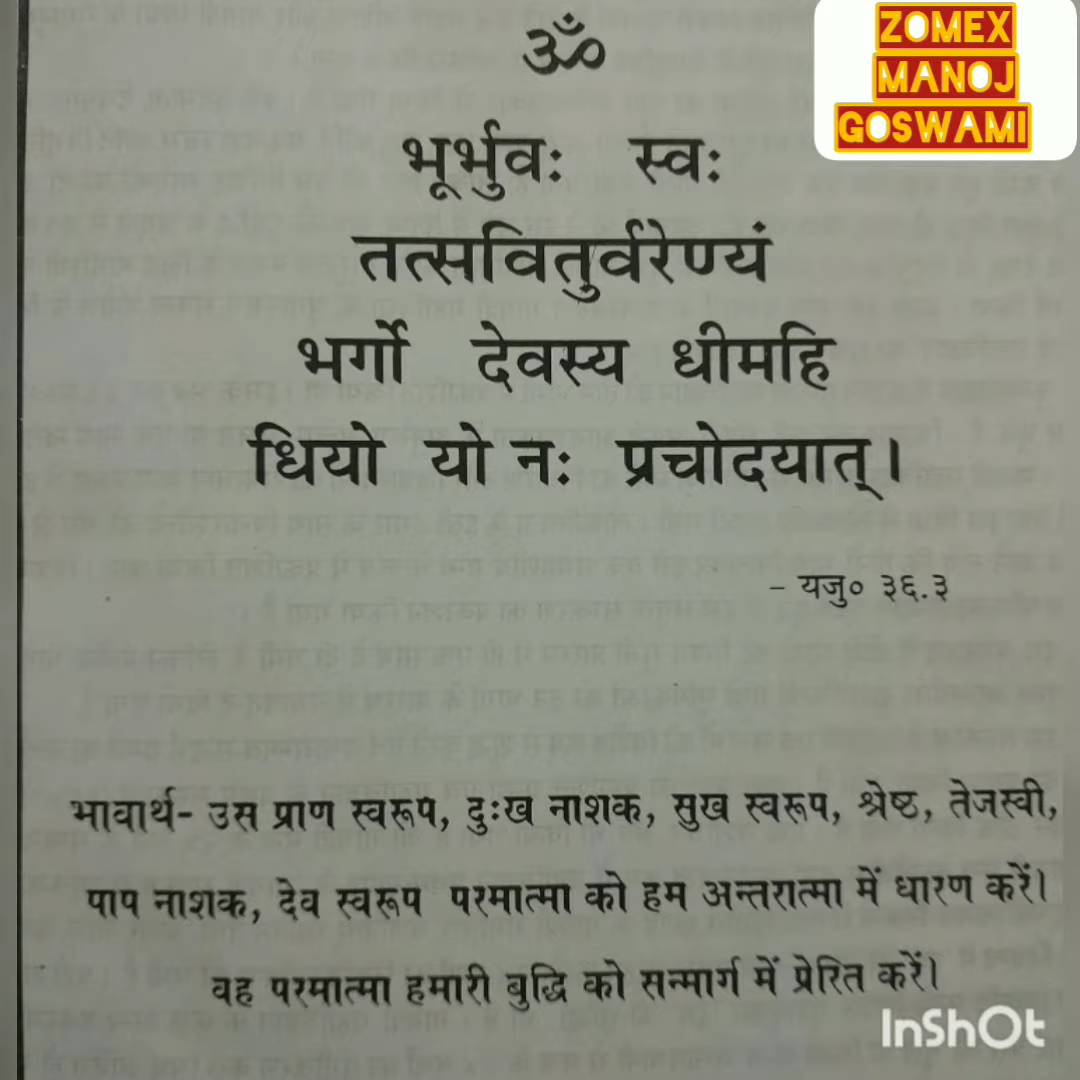 ZOMEX
MANOJ
GOSWAMI
ॐ
भूर्भुवः स्वः
तत्सवितुर्वरेण्यं
भर्गो देवस्य धीमहि
धियो यो नः प्रचोदयात्।
– यजु० ३६.३
भावार्थ- उस प्राण स्वरूप, दुःख नाशक, सुख स्वरूप, श्रेष्ठ, तेजस्वी,
पाप नाशक, देव स्वरूप परमात्मा को हम अन्तरात्मा में धारण करें।
वह परमात्मा हमारी बुद्धि को सन्मार्ग में प्रेरित करें।
InShOt